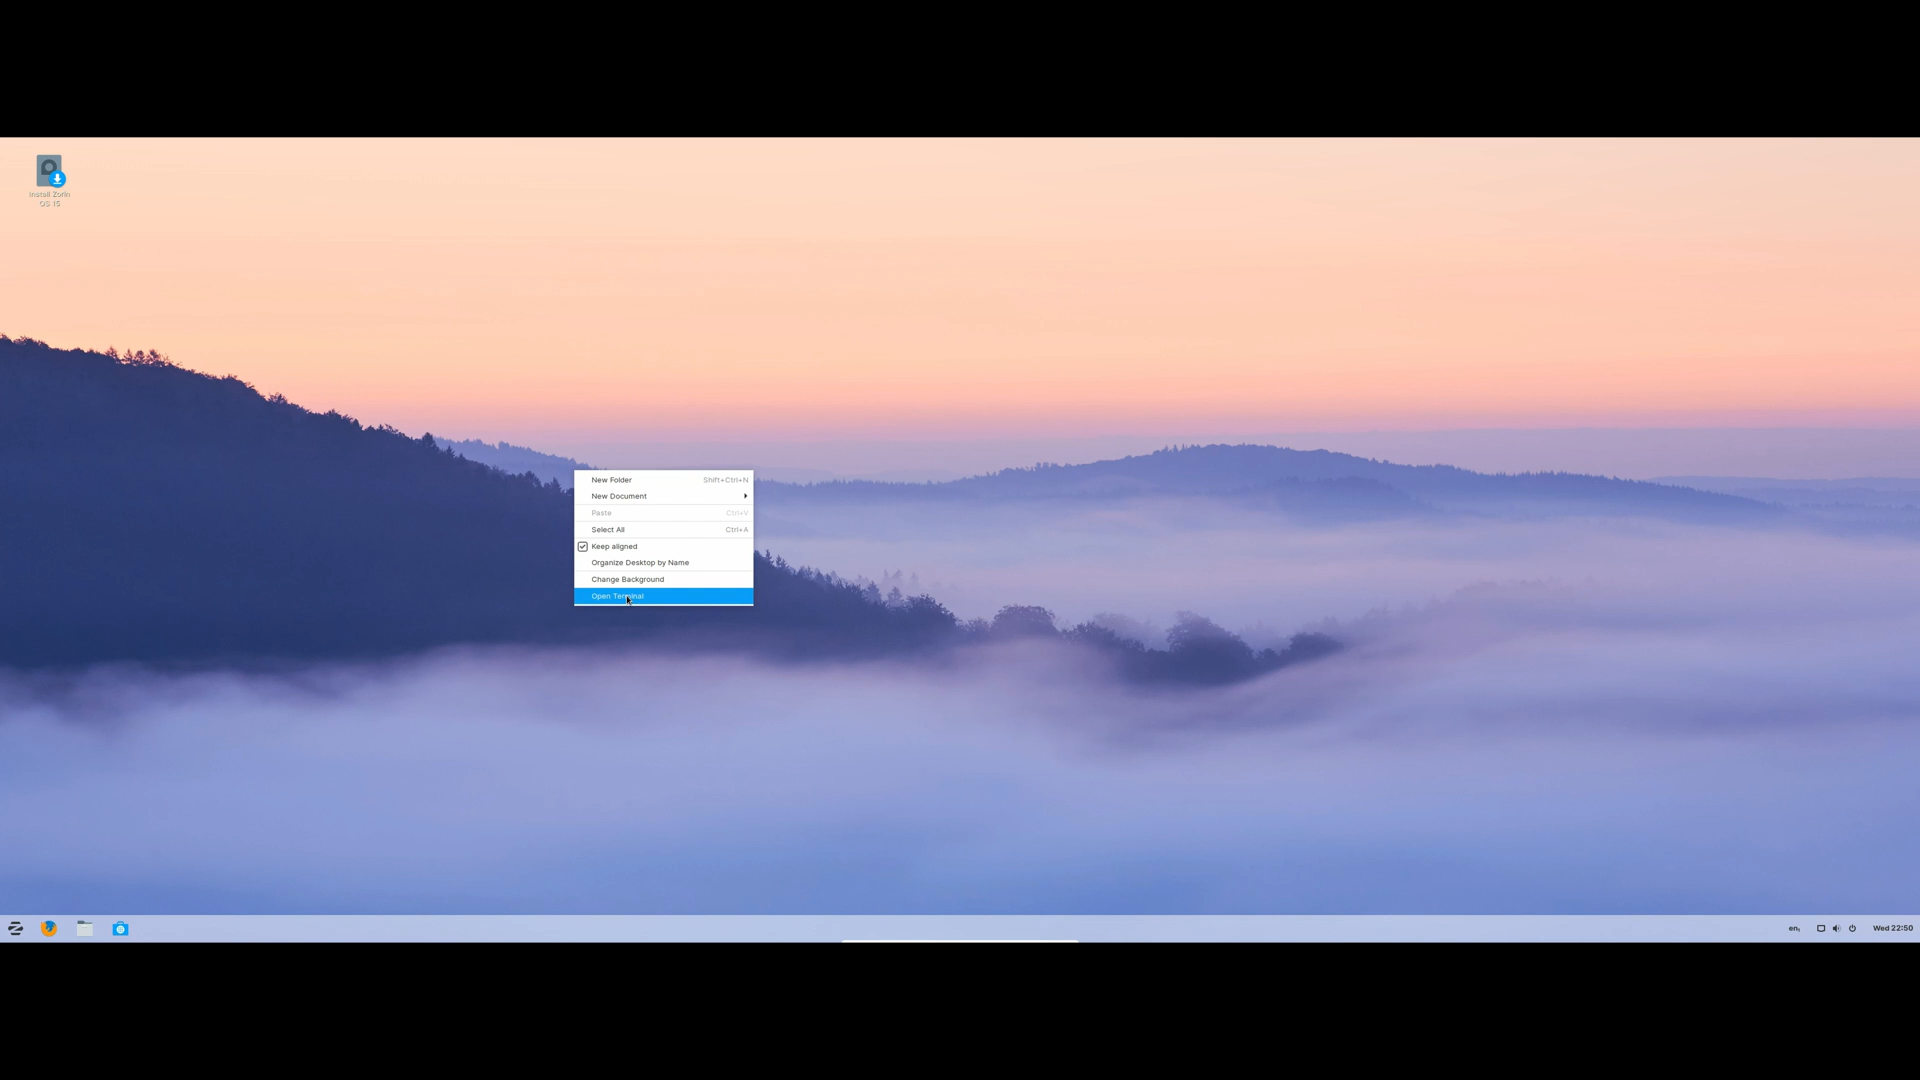 Install Zorin
OS 15
New Folder Shift+Ctrl+N
New Document
Paste Ctrl+V
Select All Ctrl+A
Keep aligned
Organize Desktop by Name
Change Background
Open Terminal
en₁ Wed 22:50